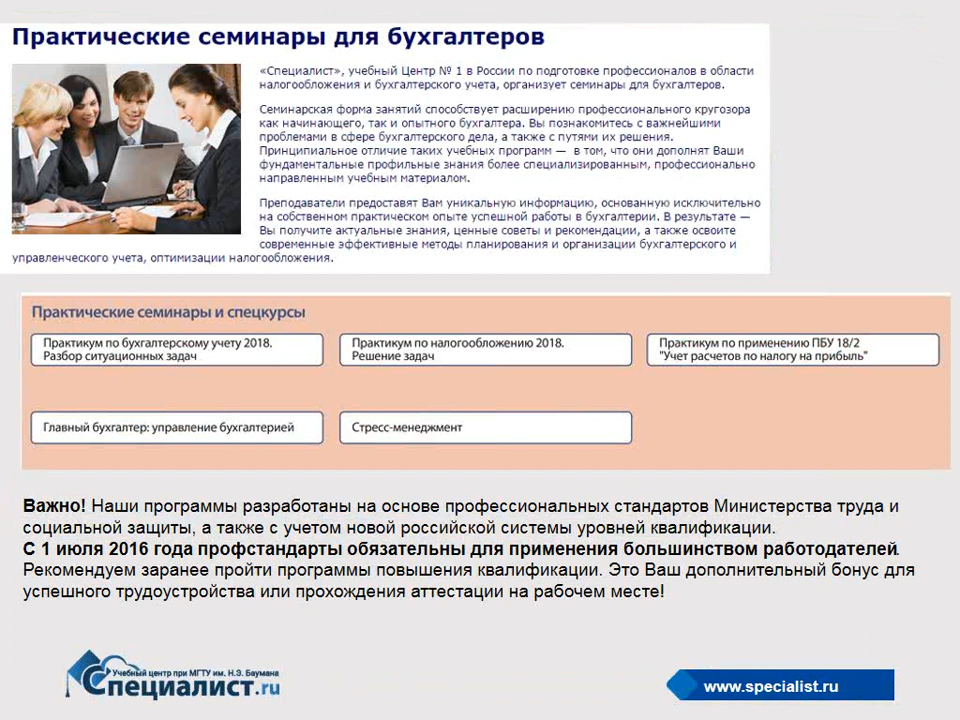 Практические семинары для бухгалтеров
«Специалист», учебный Центр № 1 в России по подготовке профессионалов в области
налогообложения и бухгалтерского учета, организует семинары для бухгалтеров.
Семинарская форма занятий способствует расширению профессионального кругозора
как начинающего, так и опытного бухгалтера. Вы познакомитесь с важнейшими
проблемами в сфере бухгалтерского дела, а также с путями их решения.
Принципиальное отличие таких учебных программ — в том, что они дополнят Ваши
фундаментальные профильные знания более специализированным, профессионально
направленным учебным материалом.
Преподаватели предоставят Вам уникальную информацию, основанную исключительно
на собственном практическом опыте успешной работы в бухгалтерии. В результате —
Вы получите актуальные знания, ценные советы и рекомендации, а также освоите
современные эффективные методы планирования и организации бухгалтерского и
управленческого учета, оптимизации налогообложения.
Практические семинары и спецкурсы
Практикум по бухгалтерскому учету 2018.
Разбор ситуационных задач
Практикум по налогообложению 2018.
Решение задач
Практикум по применению ПБУ 18/2
"Учет расчетов по налогу на прибыль"
Главный бухгалтер: управление бухгалтерией
Стресс-менеджмент
Важно! Наши программы разработаны на основе профессиональных стандартов Министерства труда и
социальной защиты, а также с учетом новой российской системы уровней квалификации.
С 1 июля 2016 года профстандарты обязательны для применения большинством работодателей.
Рекомендуем заранее пройти программы повышения квалификации. Это Ваш дополнительный бонус для
успешного трудоустройства или прохождения аттестации на рабочем месте!
Учебный центр при МГТУ им. Н.Э. Баумана
Специалист.ru
www.specialist.ru